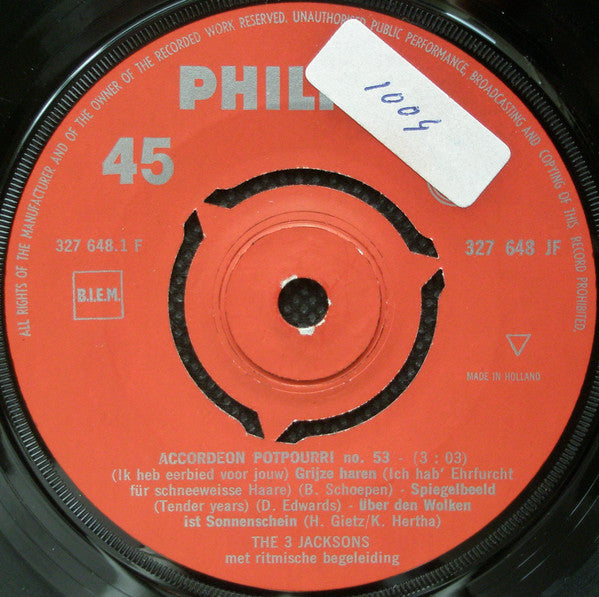 ALL RIGHTS OF THE MANUFACTURER AND OF THE OWNER OF THE RECORDED WORK RESERVED. UNAUTHORISED PUBLIC PERFORMANCE, BROADCASTING AND COPYING OF THIS RECORD PROHIBITED.
PHILI
1009
45
327 648.1 F
327 648 JF
B.I.E.M.
MADE IN HOLLAND
ACCORDEON POTPOURRI no. 53 - (3 : 03)
(Ik heb eerbied voor jouw) Grijze haren (Ich hab' Ehrfurcht
für schneeweisse Haare) (B. Schoepen) - Spiegelbeeld
(Tender years) (D. Edwards) - Über den Wolken
ist Sonnenschein (H. Gietz/K. Hertha)
THE 3 JACKSONS
met ritmische begeleiding